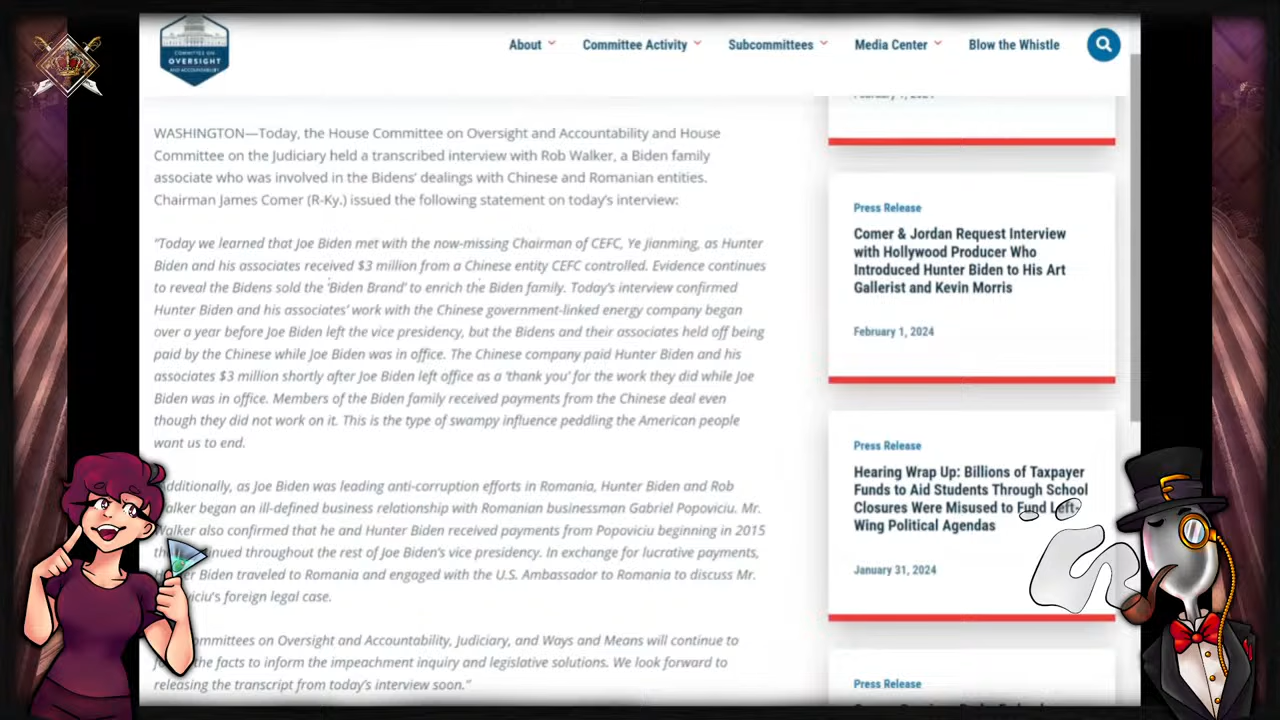 COMMITTEE ON
OVERSIGHT
AND ACCOUNTABILITY
About
Committee Activity
Subcommittees
Media Center
Blow the Whistle
WASHINGTON—Today, the House Committee on Oversight and Accountability and House
Committee on the Judiciary held a transcribed interview with Rob Walker, a Biden family
associate who was involved in the Bidens' dealings with Chinese and Romanian entities.
Chairman James Comer (R-Ky.) issued the following statement on today's interview:
"Today we learned that Joe Biden met with the now-missing Chairman of CEFC, Ye Jianming, as Hunter
Biden and his associates received $3 million from a Chinese entity CEFC controlled. Evidence continues
to reveal the Bidens sold the 'Biden Brand' to enrich the Biden family. Today's interview confirmed
Hunter Biden and his associates' work with the Chinese government-linked energy company began
over a year before Joe Biden left the vice presidency, but the Bidens and their associates held off being
paid by the Chinese while Joe Biden was in office. The Chinese company paid Hunter Biden and his
associates $3 million shortly after Joe Biden left office as a 'thank you' for the work they did while Joe
Biden was in office. Members of the Biden family received payments from the Chinese deal even
though they did not work on it. This is the type of swampy influence peddling the American people
want us to end.
dditionally, as Joe Biden was leading anti-corruption efforts in Romania, Hunter Biden and Rob
alker began an ill-defined business relationship with Romanian businessman Gabriel Popoviciu. Mr.
Walker also confirmed that he and Hunter Biden received payments from Popoviciu beginning in 2015
th inued throughout the rest of Joe Biden's vice presidency. In exchange for lucrative payments,
H er Biden traveled to Romania and engaged with the U.S. Ambassador to Romania to discuss Mr.
viciu's foreign legal case.
ommittees on Oversight and Accountability, Judiciary, and Ways and Means will continue to
fo the facts to inform the impeachment inquiry and legislative solutions. We look forward to
releasing the transcript from today's interview soon."
February 1, 2024
Press Release
Comer & Jordan Request Interview
with Hollywood Producer Who
Introduced Hunter Biden to His Art
Gallerist and Kevin Morris
February 1, 2024
Press Release
Hearing Wrap Up: Billions of Taxpayer
Funds to Aid Students Through School
Closures Were Misused to Fund Left-
Wing Political Agendas
January 31, 2024
Press Release